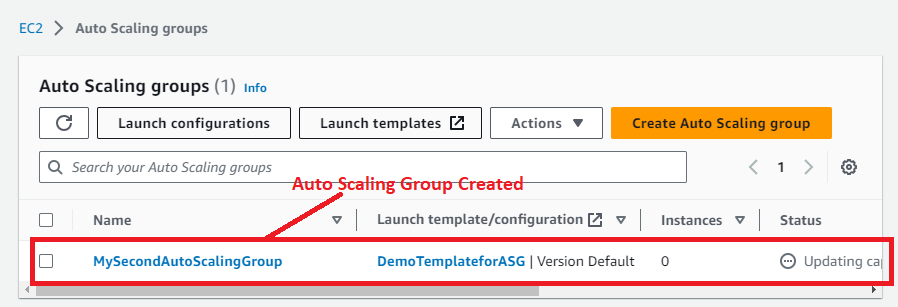 EC2 > Auto Scaling groups
Auto Scaling groups (1) Info
Launch configurations
Launch templates
Actions
Create Auto Scaling group
Search your Auto Scaling groups
1
Auto Scaling Group Created
Name
Launch template/configuration
Instances
Status
MySecondAutoScalingGroup
DemoTemplateforASG | Version Default
0
Updating cap